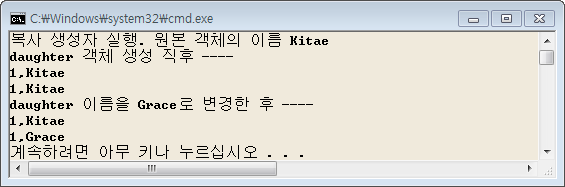 C:₩Windows₩system32₩cmd.exe
복사 생성자 실행. 원본 객체의 이름 Kitae
daughter 객체 생성 직후 ----
1,Kitae
1,Kitae
daughter 이름을 Grace로 변경한 후 ----
1,Kitae
1,Grace
계속하려면 아무 키나 누르십시오 . . .